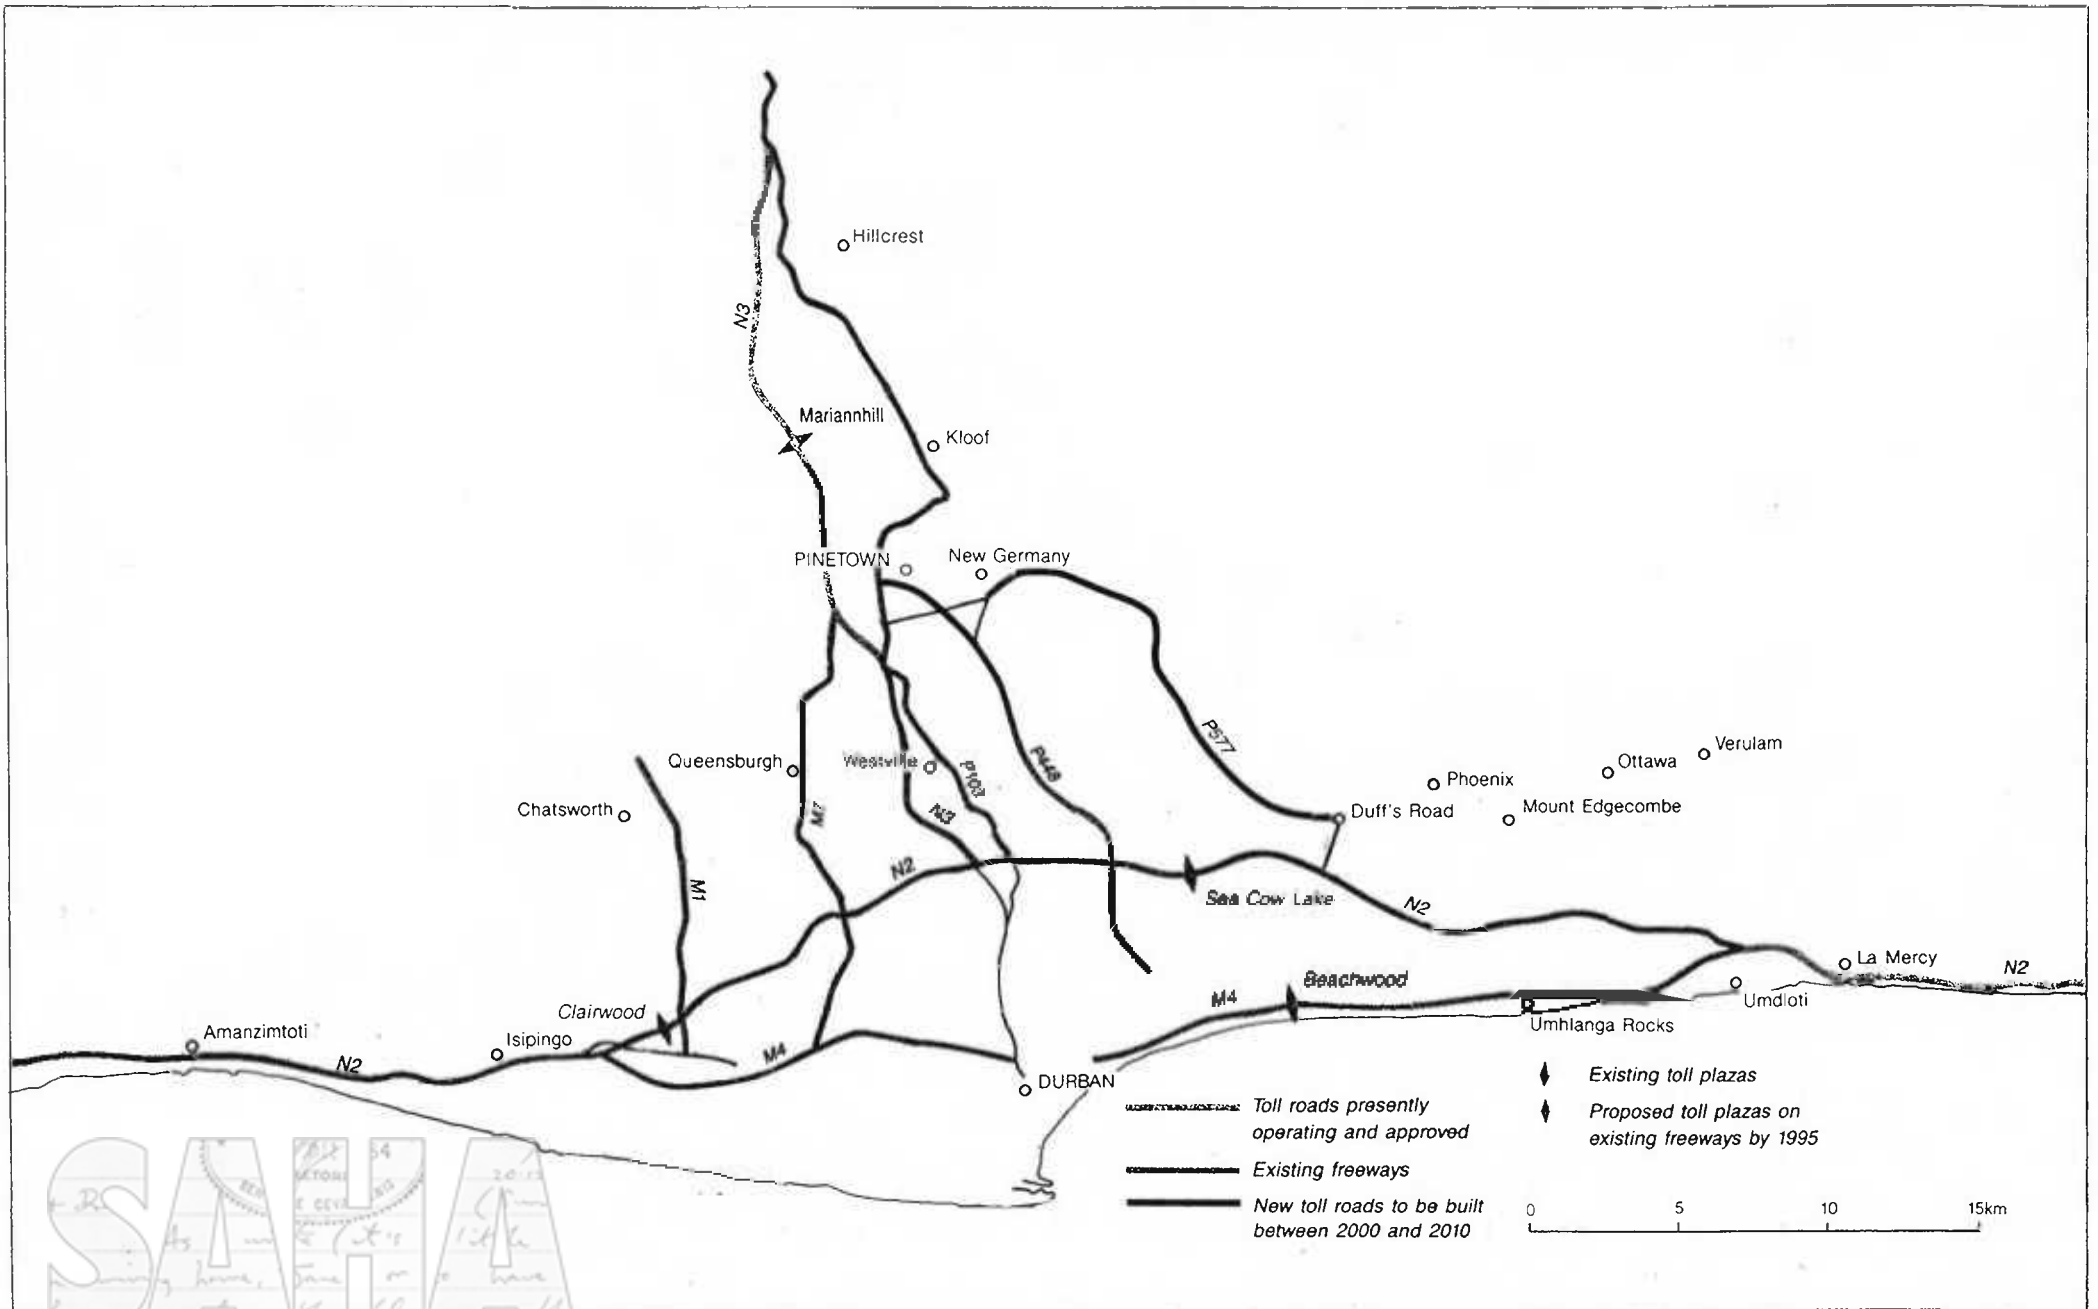 Hillcrest
N3
Mariannhill
Kloof
PINETOWN
New Germany
P577
Queensburgh
Westville
P103
P448
Verulam
Ottawa
Phoenix
Chatsworth
M7
N3
Duff's Road
Mount Edgecombe
N2
M1
Sea Cow Lake
N2
La Mercy
N2
Beachwood
M4
Umdloti
Clairwood
Umhlanga Rocks
Amanzimtoti
Isipingo
N2
M4
DURBAN
Toll roads presently
operating and approved
Existing freeways
New toll roads to be built
between 2000 and 2010
Existing toll plazas
Proposed toll plazas on
existing freeways by 1995
0 5 10 15km
SAHA